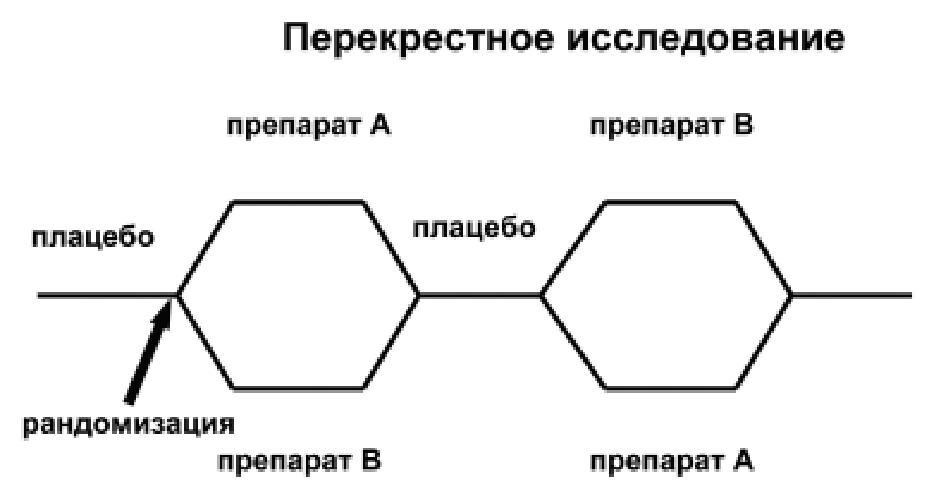 Перекрестное исследование
препарат А
препарат В
плацебо
плацебо
рандомизация
препарат В
препарат А